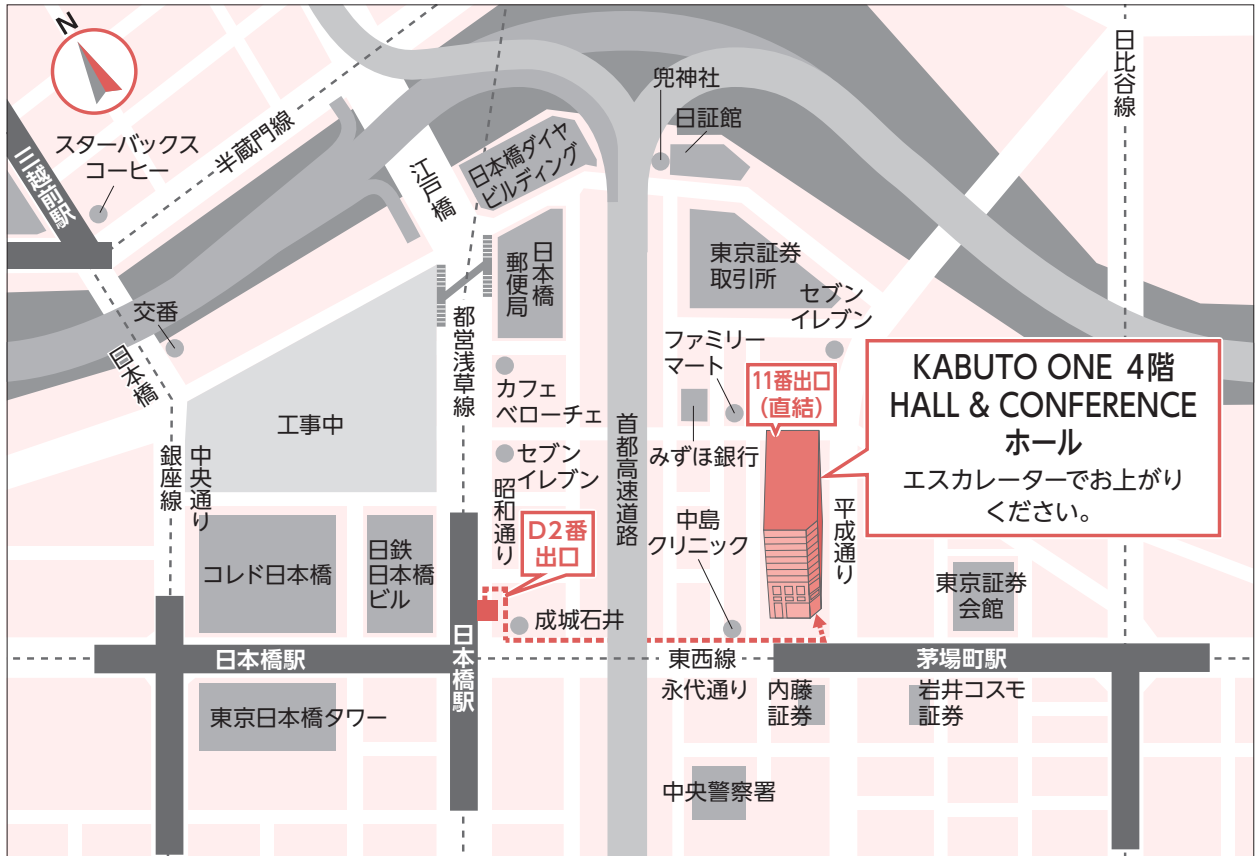 N
スターバックス
コーヒー
三越前駅
半蔵門線
江戸橋
日本橋ダイヤ
ビルディング
兜神社
日証館
日比谷線
日本橋
郵便局
東京証券
取引所
セブン
イレブン
交番
日本橋
都営浅草線
カフェ
ベローチェ
ファミリー
マート
11番出口
(直結)
KABUTO ONE 4階
HALL & CONFERENCE
ホール
エスカレーターでお上がり
ください。
工事中
銀座線
中央通り
セブン
イレブン
昭和通り
首都高速道路
みずほ銀行
平成通り
D2番
出口
中島
クリニック
コレド日本橋
日鉄
日本橋
ビル
成城石井
東京証券
会館
日本橋駅
日本橋駅
東西線
茅場町駅
永代通り
内藤
証券
岩井コスモ
証券
東京日本橋タワー
中央警察署